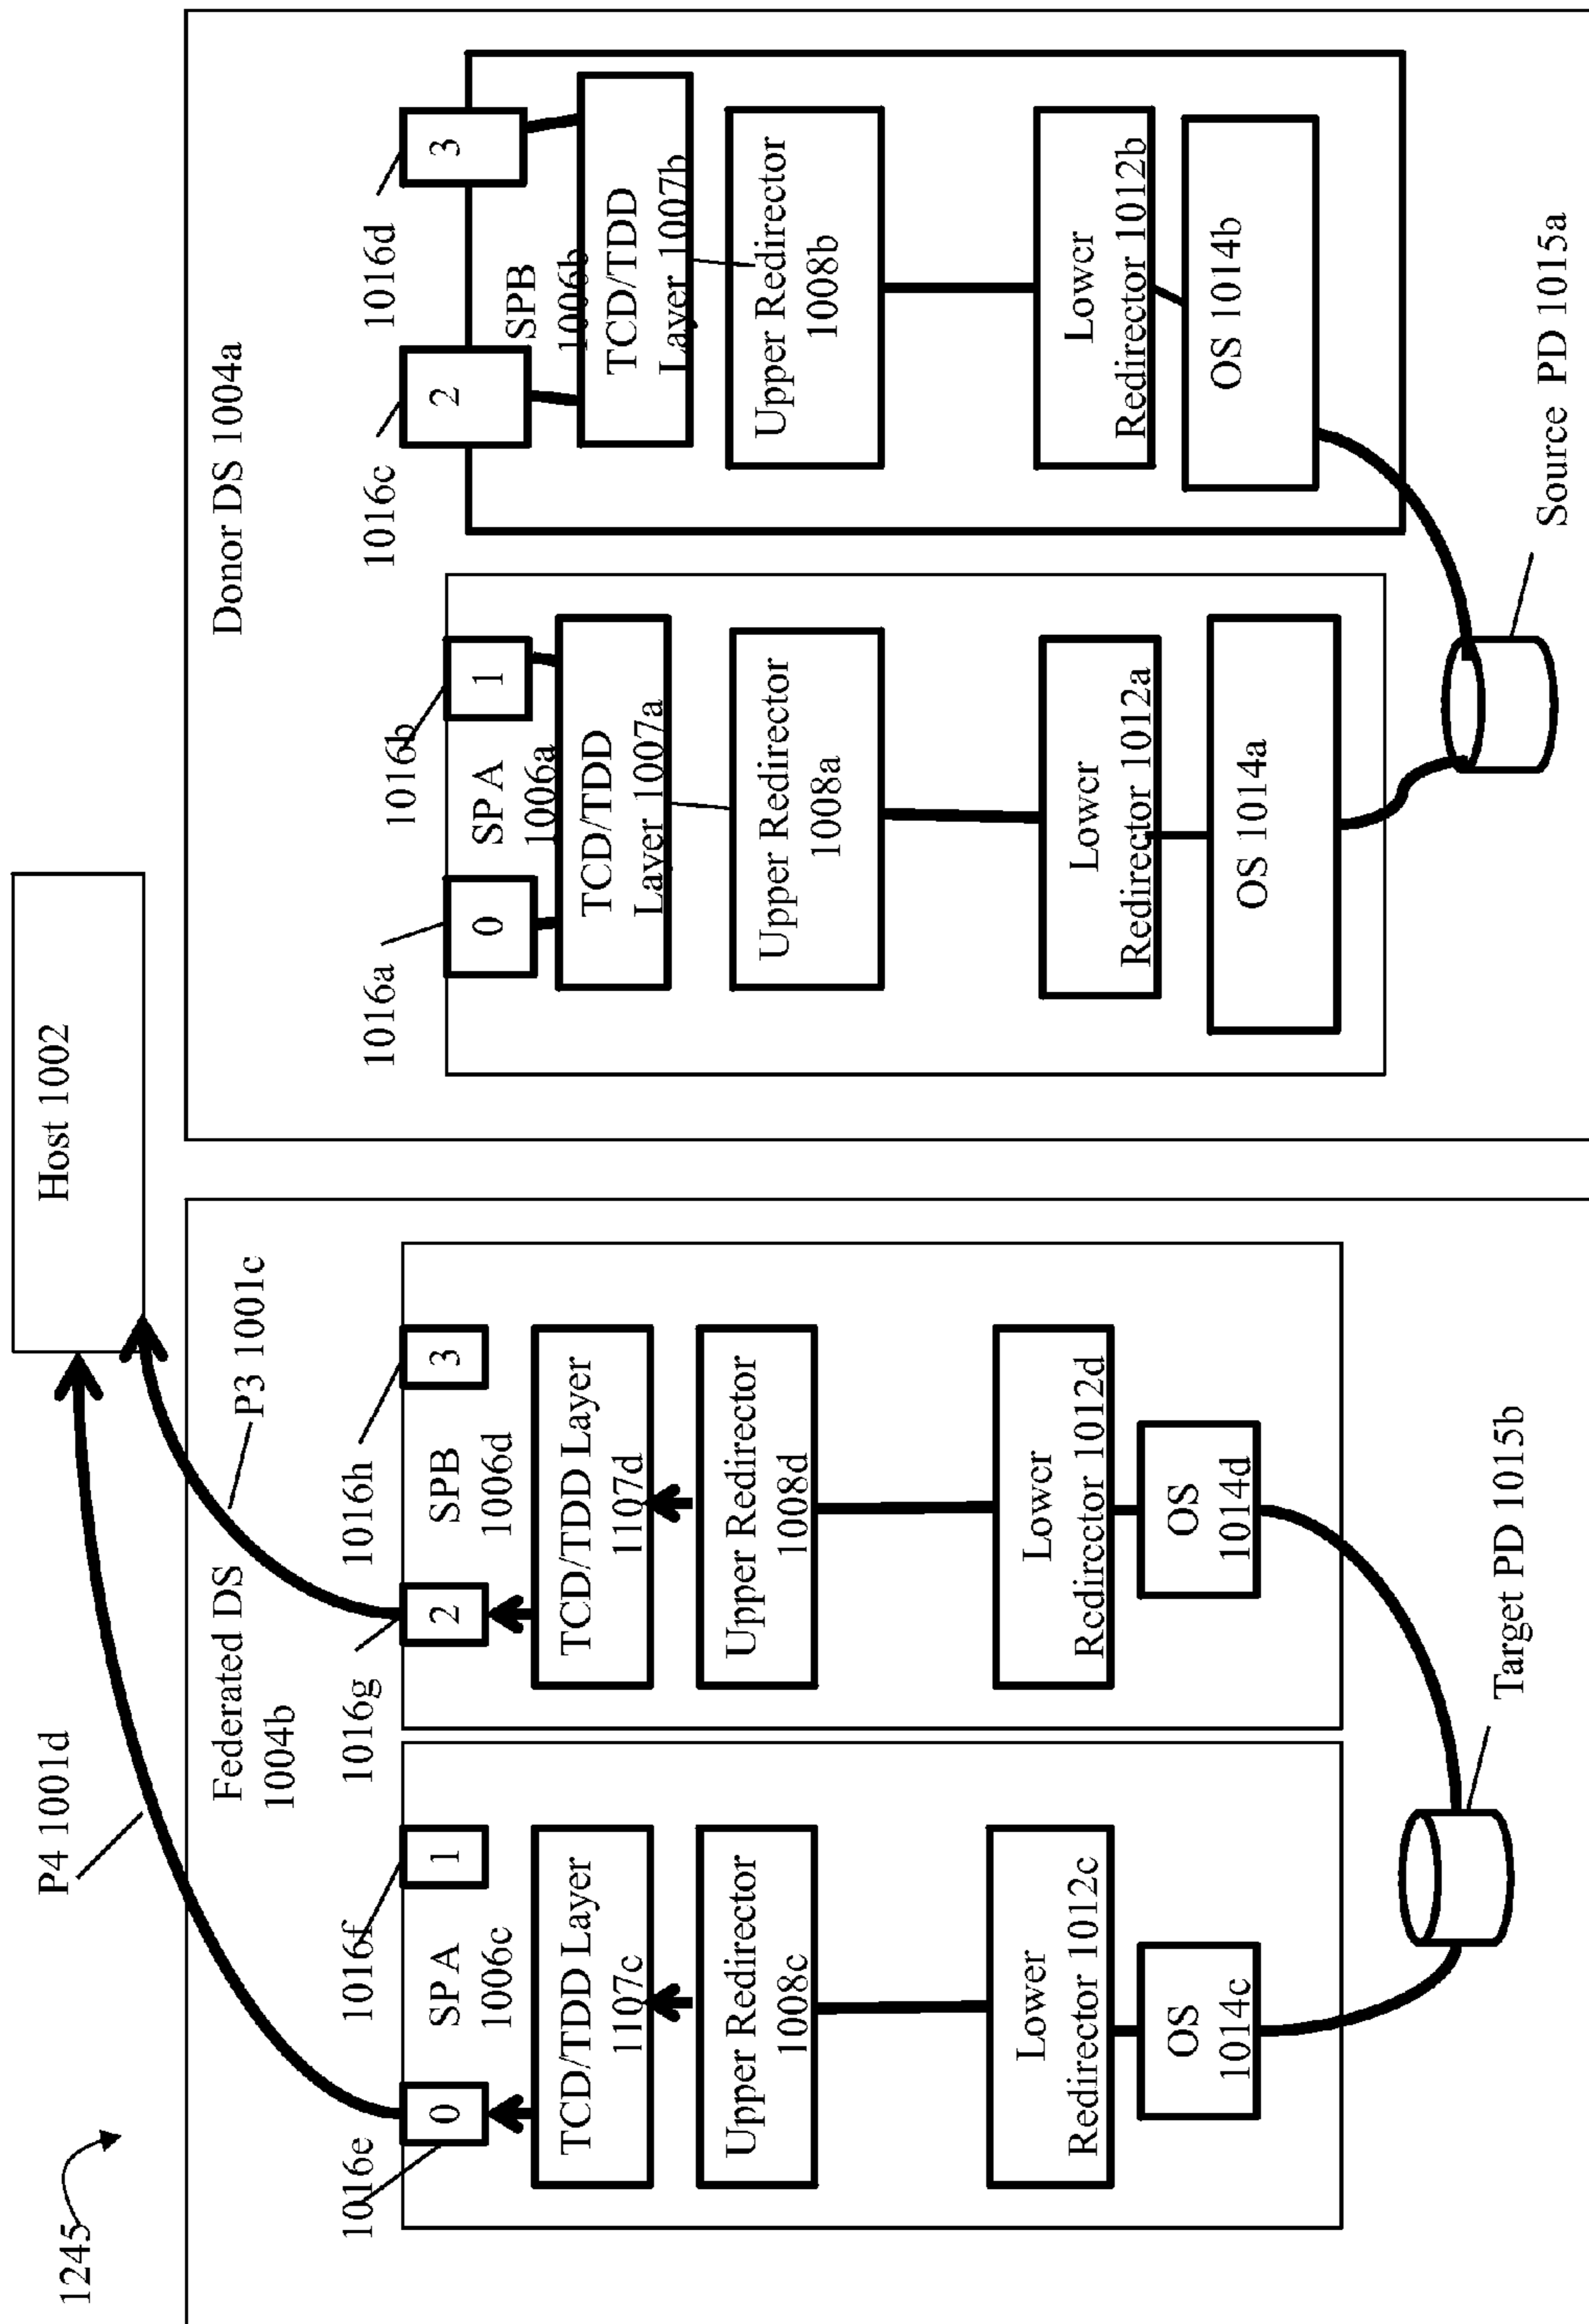 1245
P4 1001d
Host 1002
P3 1001c
Federated DS
1004b
1016e
0
1016f
1
SP A
1006c
TCD/TDD Layer
1107c
Upper Redirector
1008c
Lower
Redirector 1012c
OS
1014c
1016g
2
1016h
3
SPB
1006d
TCD/TDD Layer
1107d
Upper Redirector
1008d
Lower
Redirector 1012d
OS
1014d
Target PD 1015b
Donor DS 1004a
1016a
0
1016b
1
SP A
1006a
TCD/TDD
Layer 1007a
Upper Redirector
1008a
Lower
Redirector 1012a
OS 1014a
1016c
2
1016d
3
SPB
1006b
TCD/TDD
Layer 1007b
Upper Redirector
1008b
Lower
Redirector 1012b
OS 1014b
Source PD 1015a